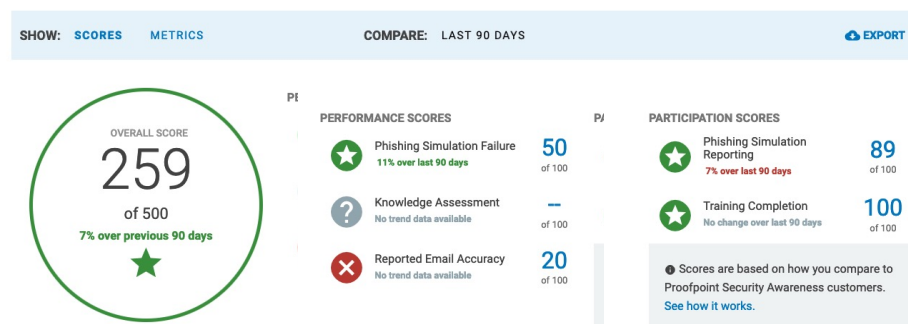 SHOW: SCORES METRICS COMPARE: LAST 90 DAYS EXPORT
OVERALL SCORE
259
of 500
7% over previous 90 days
PERFORMANCE SCORES
Phishing Simulation Failure 50
11% over last 90 days of 100
Knowledge Assessment --
No trend data available of 100
Reported Email Accuracy 20
No trend data available of 100
PARTICIPATION SCORES
Phishing Simulation
Reporting 89
7% over last 90 days of 100
Training Completion 100
No change over last 90 days of 100
Scores are based on how you compare to
Proofpoint Security Awareness customers.
See how it works.